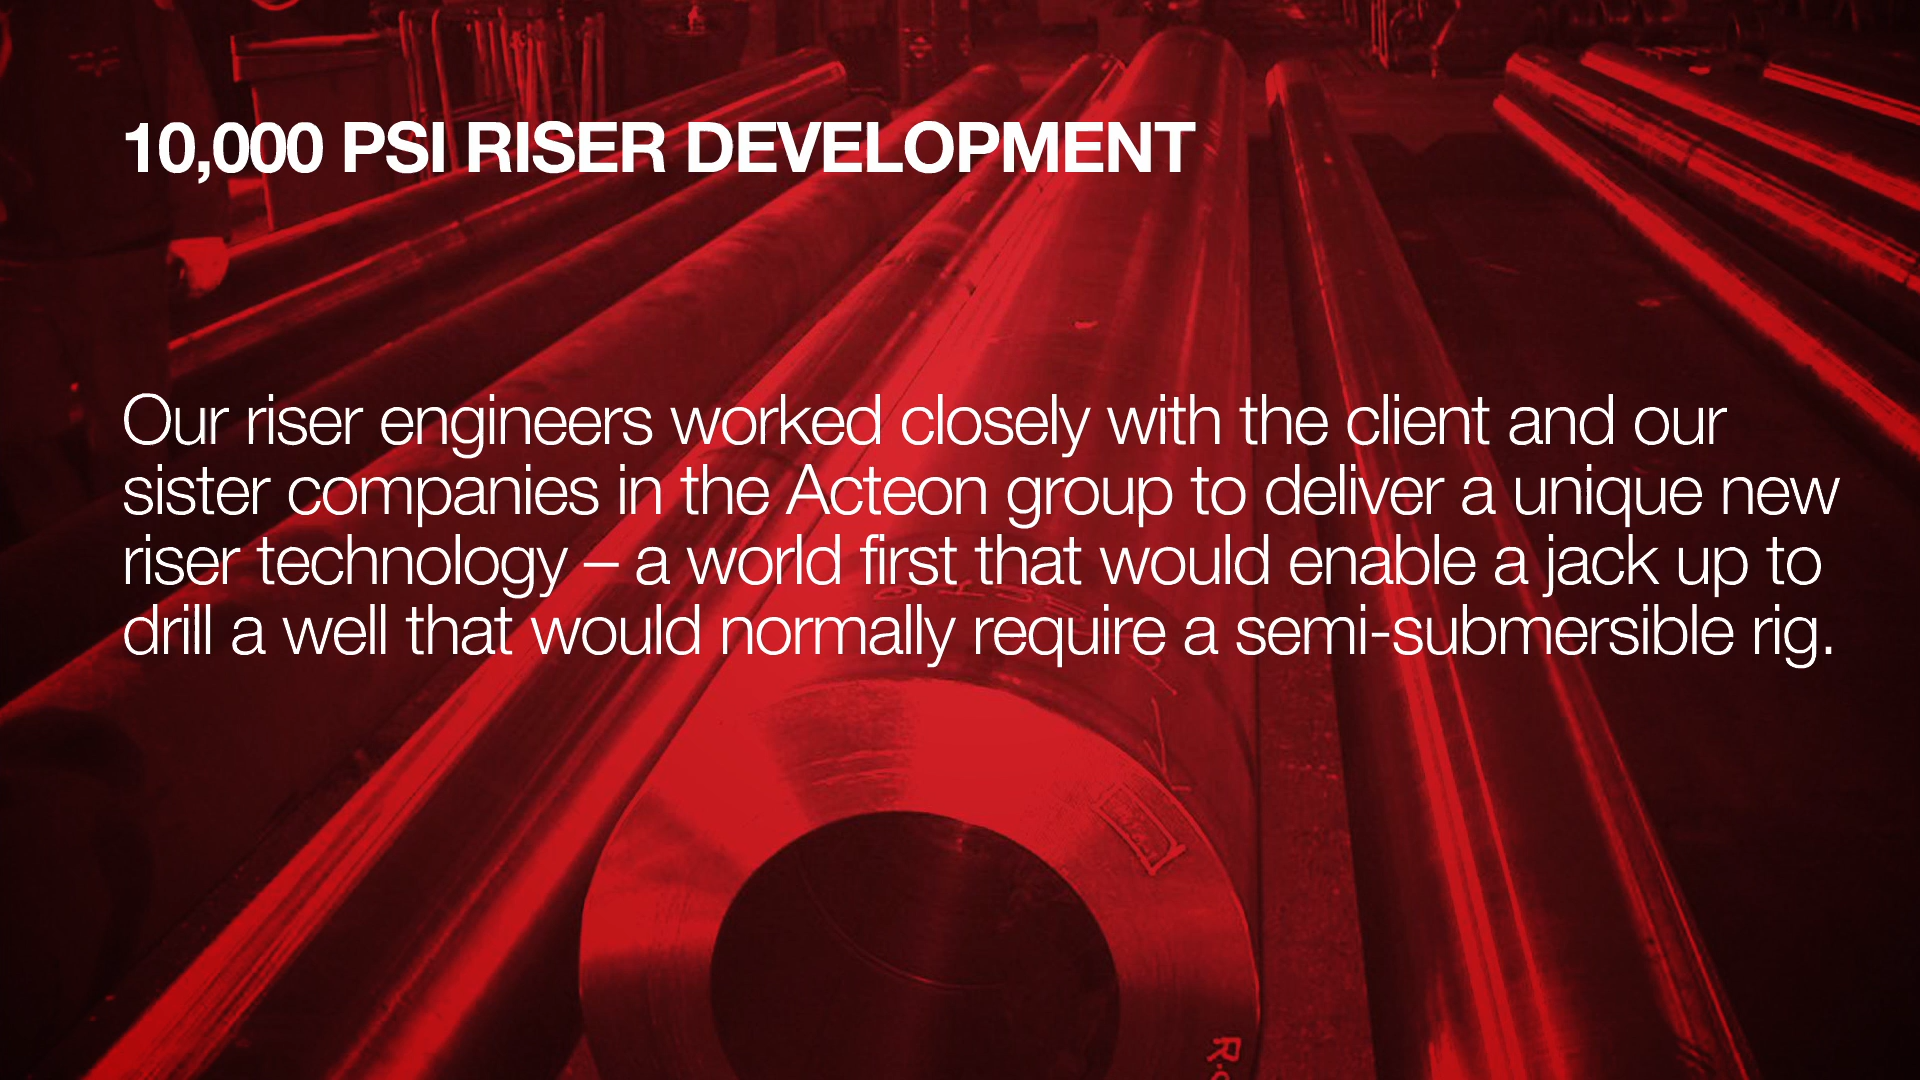 10,000 PSI RISER DEVELOPMENT
Our riser engineers worked closely with the client and our
sister companies in the Acteon group to deliver a unique new
riser technology – a world first that would enable a jack up to
drill a well that would normally require a semi-submersible rig.